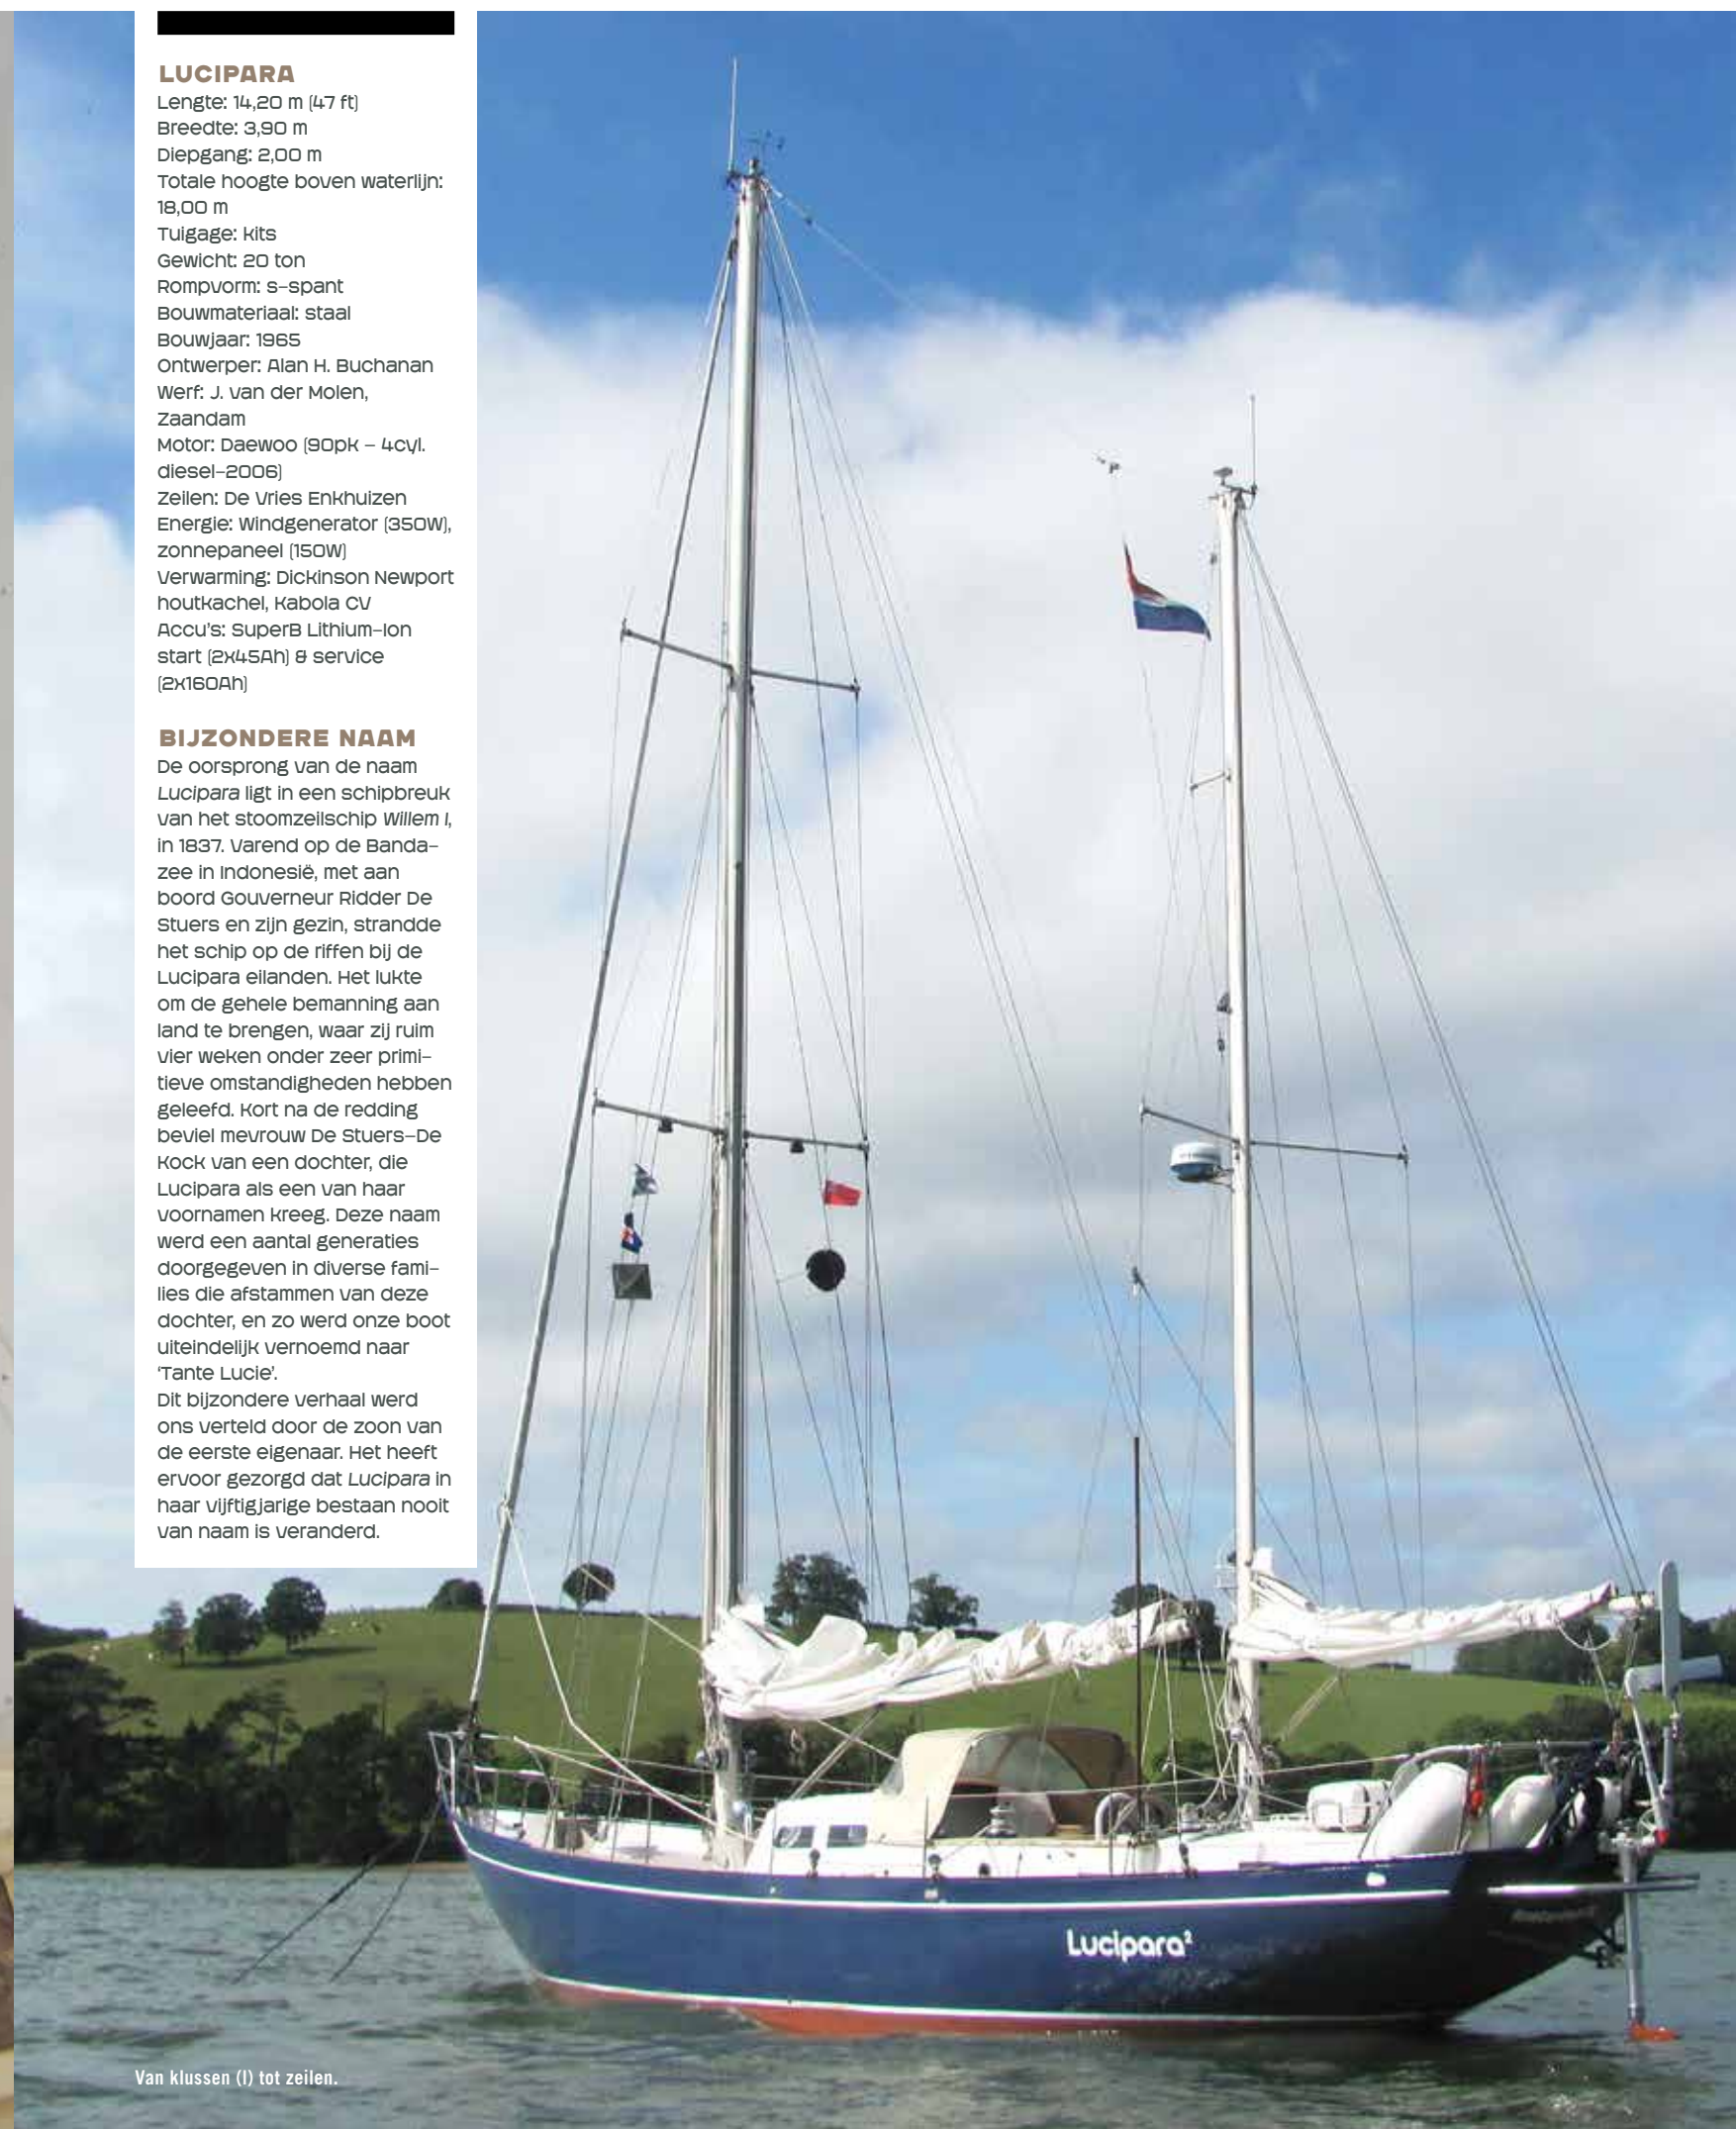 LUCIPARA
Lengte: 14,20 m (47 ft)
Breedte: 3,90 m
Diepgang: 2,00 m
Totale hoogte boven waterlijn:
18,00 m
Tuigage: kits
Gewicht: 20 ton
Rompvorm: s-spant
Bouwmateriaal: staal
Bouwjaar: 1965
Ontwerper: Alan H. Buchanan
Werf: J. van der Molen,
Zaandam
Motor: Daewoo (90pk – 4cyl.
diesel-2006)
Zeilen: De Vries Enkhuizen
Energie: Windgenerator (350W),
zonnepaneel (150W)
Verwarming: Dickinson Newport
houtkachel, Kabola CV
Accu's: SuperB Lithium-Ion
start (2x45Ah) & service
(2x160Ah)
BIJZONDERE NAAM
De oorsprong van de naam
Lucipara ligt in een schipbreuk
van het stoomzeilschip Willem I,
in 1837. Varend op de Banda-
zee in Indonesië, met aan
boord Gouverneur Ridder De
Stuers en zijn gezin, strandde
het schip op de riffen bij de
Lucipara eilanden. Het lukte
om de gehele bemanning aan
land te brengen, waar zij ruim
vier weken onder zeer primi-
tieve omstandigheden hebben
geleefd. Kort na de redding
beviel mevrouw De Stuers-De
Kock van een dochter, die
Lucipara als een van haar
voornamen kreeg. Deze naam
werd een aantal generaties
doorgegeven in diverse fami-
lies die afstammen van deze
dochter, en zo werd onze boot
uiteindelijk vernoemd naar
'Tante Lucie'.
Dit bijzondere verhaal werd
ons verteld door de zoon van
de eerste eigenaar. Het heeft
ervoor gezorgd dat Lucipara in
haar vijftigjarige bestaan nooit
van naam is veranderd.
Lucipara²
Van klussen (l) tot zeilen.